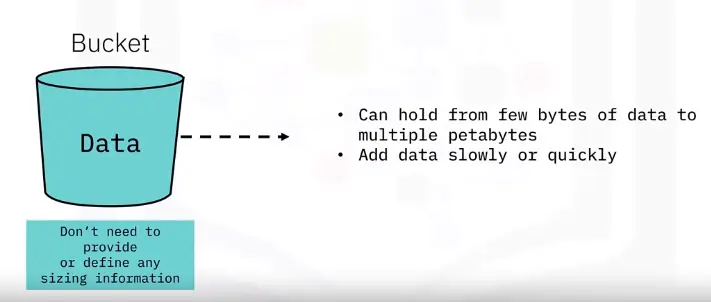 Bucket
Data
• Can hold from few bytes of data to
multiple petabytes
• Add data slowly or quickly
Don't need to
provide
or define any
sizing information